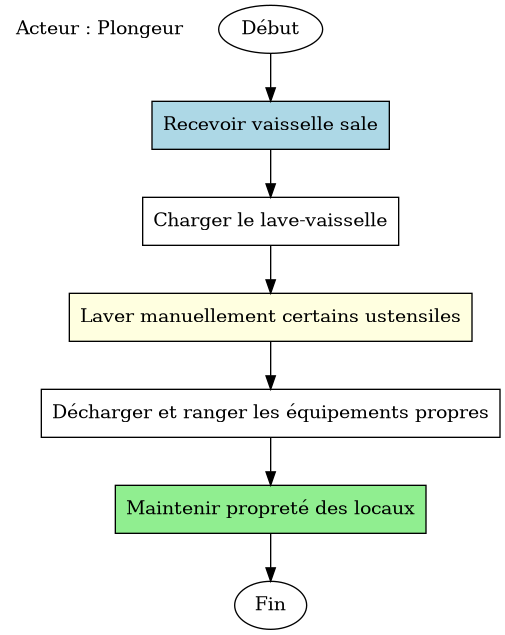 Acteur : Plongeur
Début
Recevoir vaisselle sale
Charger le lave-vaisselle
Laver manuellement certains ustensiles
Décharger et ranger les équipements propres
Maintenir propreté des locaux
Fin